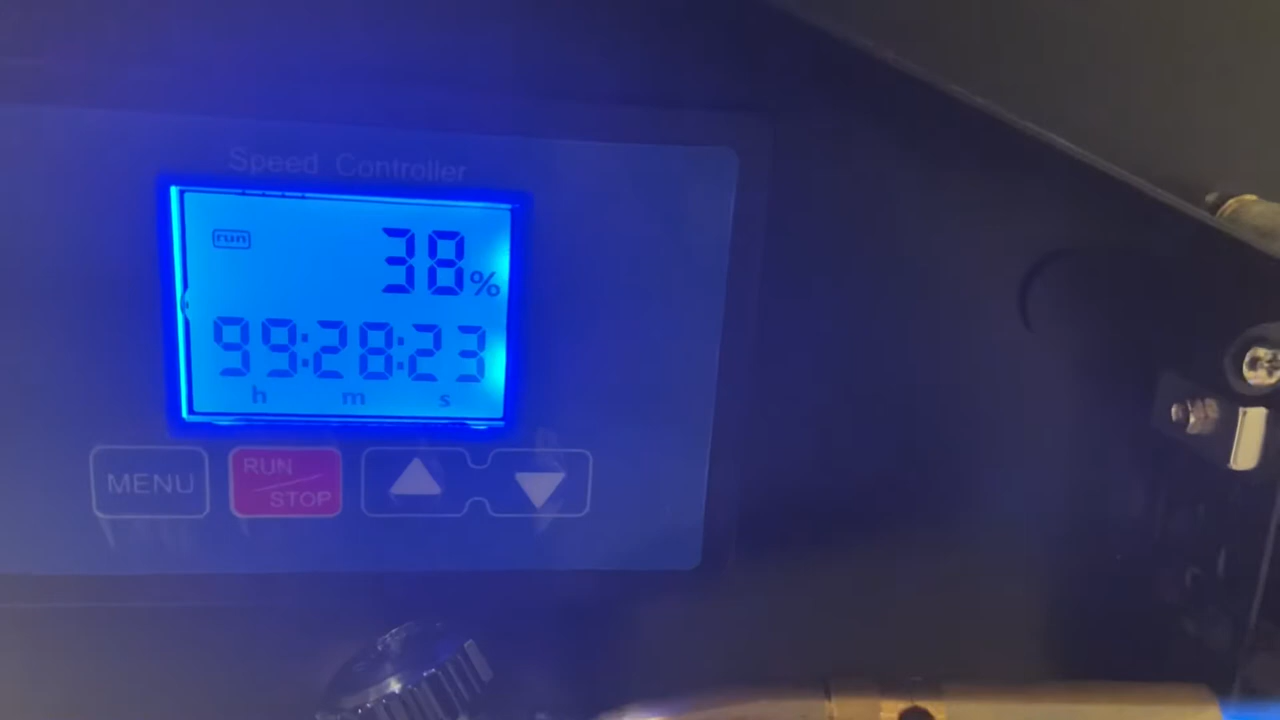 Speed Controller
run
38%
99:28:23
h m s
MENU
RUN
STOP